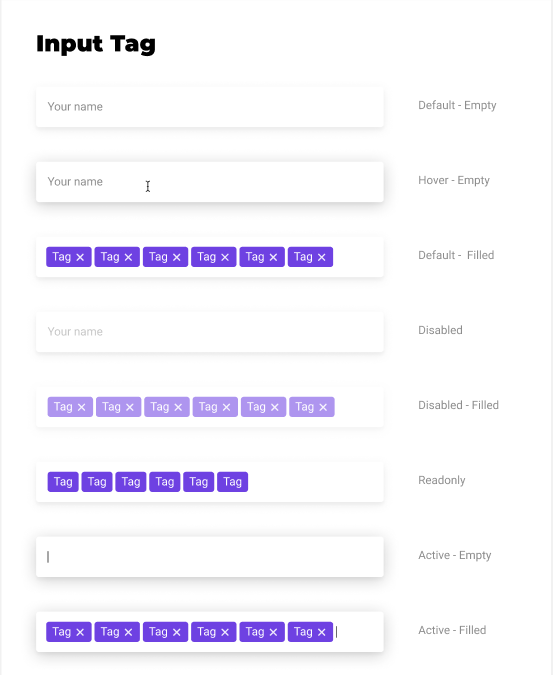 Input Tag
Your name Default - Empty
Your name Hover - Empty
Tag × Tag × Tag × Tag × Tag × Tag × Default - Filled
Your name Disabled
Tag × Tag × Tag × Tag × Tag × Tag × Disabled - Filled
Tag Tag Tag Tag Tag Tag Readonly
Active - Empty
Tag × Tag × Tag × Tag × Tag × Tag × Active - Filled